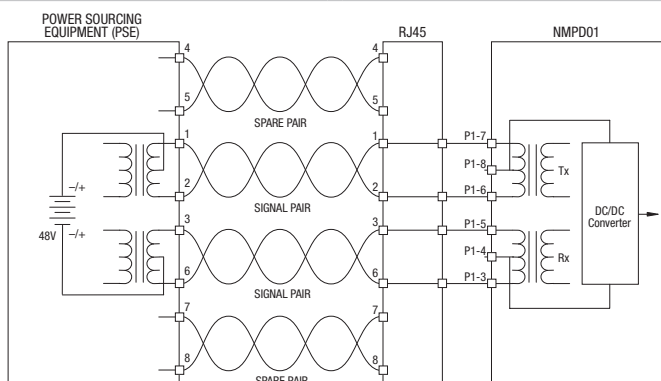 POWER SOURCING
EQUIPMENT (PSE)
RJ45
NMPD01
4
4
5
5
SPARE PAIR
1
1
P1-7
P1-8
Tx
2
2
P1-6
SIGNAL PAIR
–/+
48V
–/+
DC/DC
Converter
3
3
P1-5
P1-4
Rx
6
6
P1-3
SIGNAL PAIR
7
7
8
8
SPARE PAIR